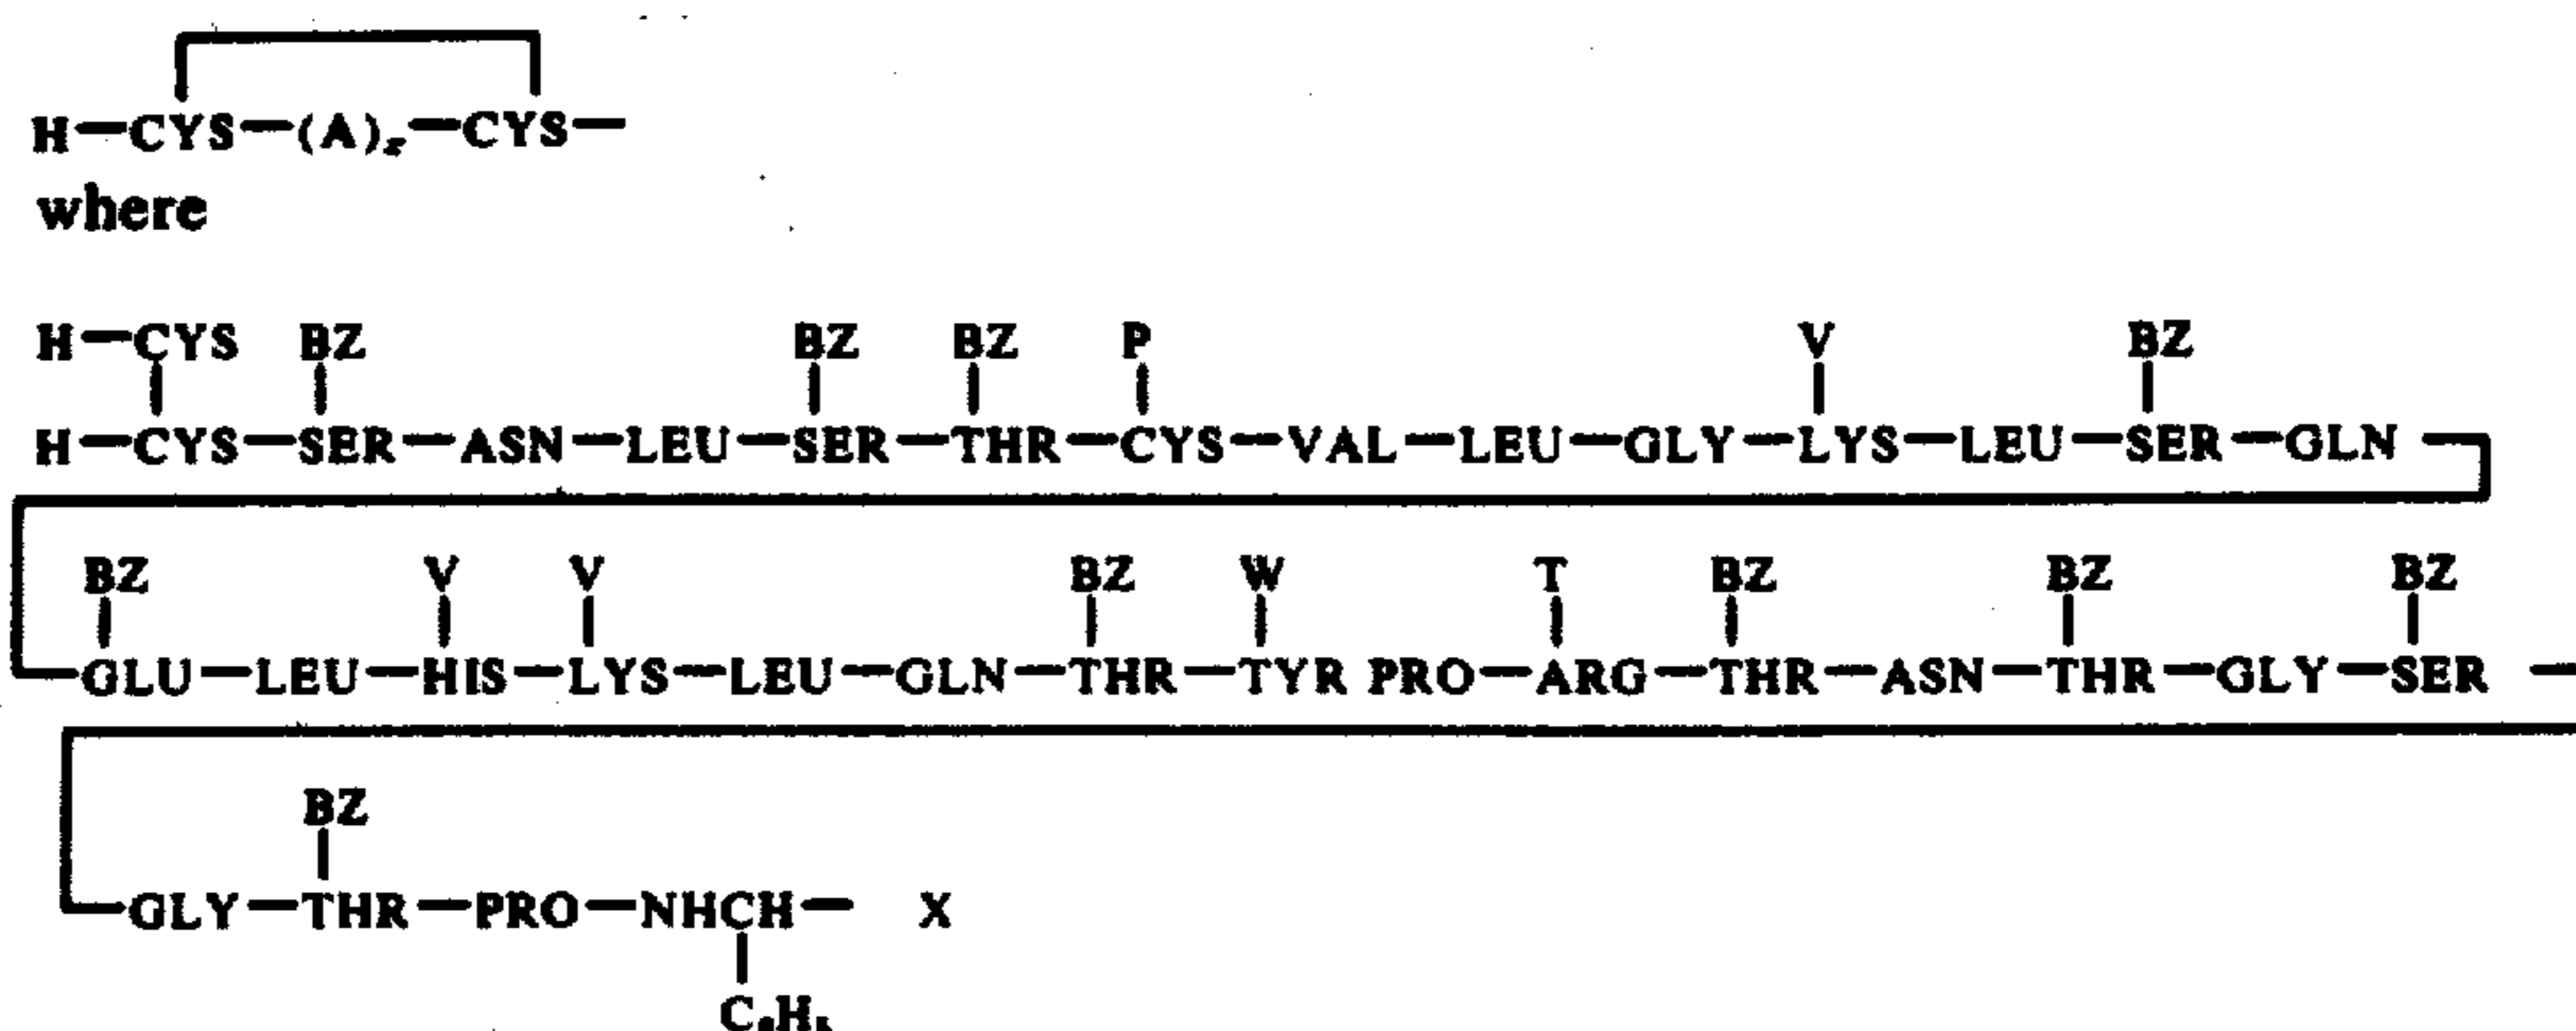 H—CYS—(A)z—CYS—
where
H—CYS BZ BZ BZ P V BZ
H—CYS—SER—ASN—LEU—SER—THR—CYS—VAL—LEU—GLY—LYS—LEU—SER—GLN
BZ V V BZ W T BZ BZ BZ
GLU—LEU—HIS—LYS—LEU—GLN—THR—TYR PRO—ARG—THR—ASN—THR—GLY—SER —
BZ
GLY—THR—PRO—NHCH— X
C₆H₅